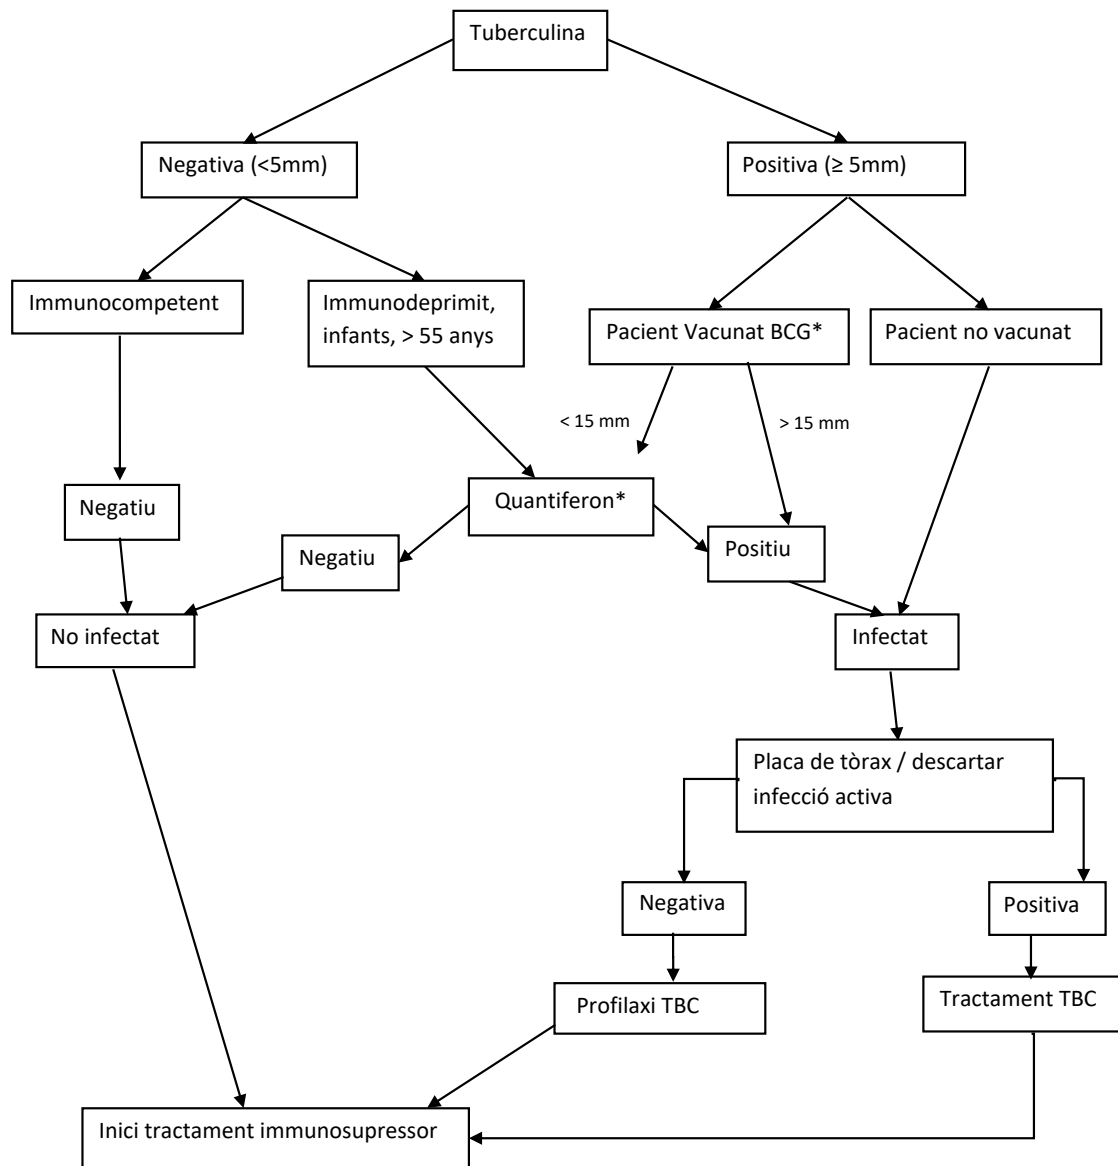 Tuberculina
Negativa (<5mm)
Positiva (≥ 5mm)
Immunocompetent
Immunodeprimit,
infants, > 55 anys
Pacient Vacunat BCG*
Pacient no vacunat
< 15 mm
> 15 mm
Negatiu
Quantiferon*
Negatiu
Positiu
No infectat
Infectat
Placa de tòrax / descartar
infecció activa
Negativa
Positiva
Profilaxi TBC
Tractament TBC
Inici tractament immunosupressor